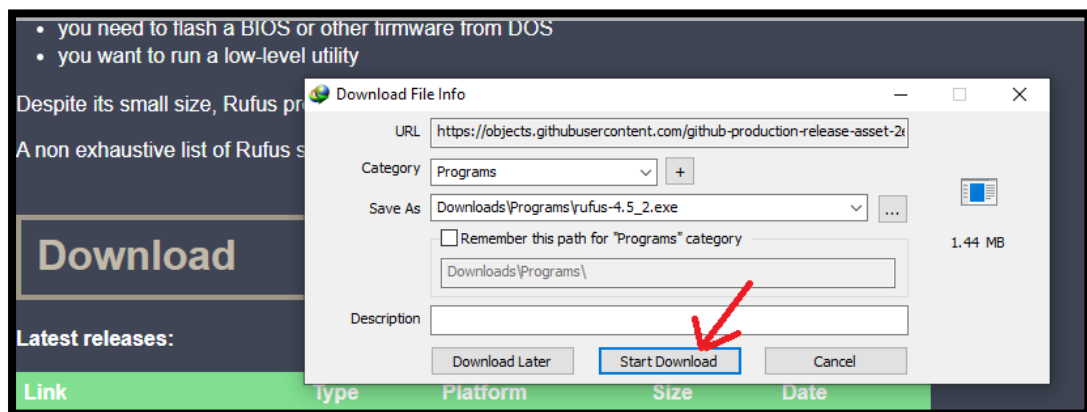 you need to flash a BIOS or other firmware from DOS
you want to run a low-level utility
Despite its small size, Rufus pr
A non exhaustive list of Rufus s
Download
Latest releases:
Link Type Platform Size Date
Download File Info
URL https://objects.githubusercontent.com/github-production-release-asset-2e
Category Programs +
Save As Downloads\Programs\rufus-4.5_2.exe ...
Remember this path for "Programs" category
1.44 MB
Downloads\Programs\
Description
Download Later Start Download Cancel